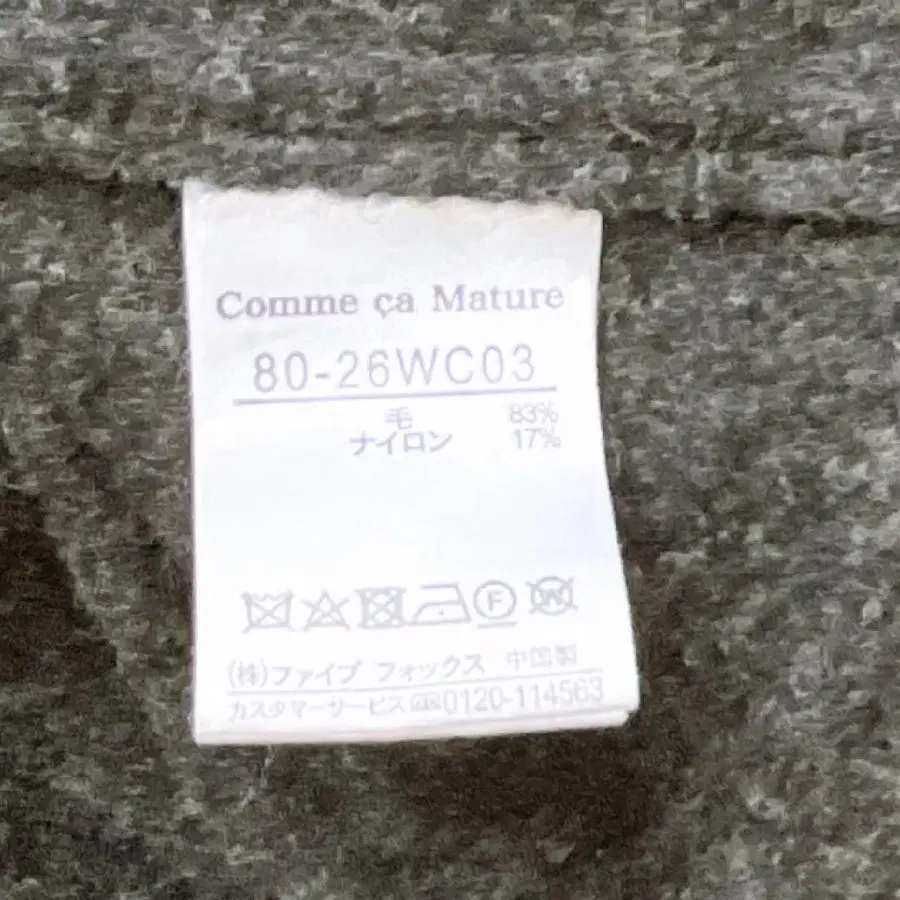 Comme ça Mature
80-26WC03
毛 83%
ナイロン 17%
F W
(株)ファイブ フォックス 中国製
カスタマーサービス 0120-114563